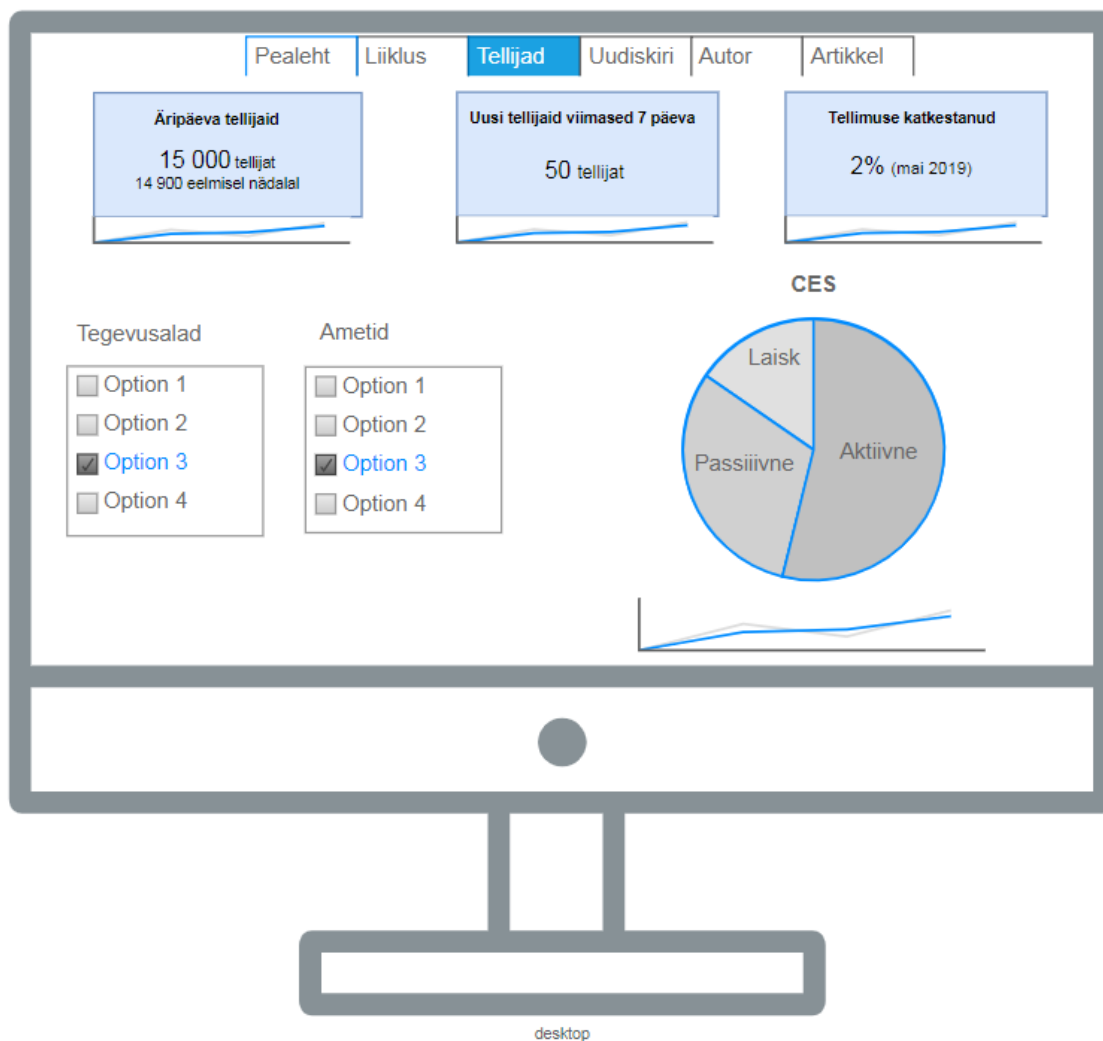 Pealeht Liiklus Tellijad Uudiskiri Autor Artikkel
Äripäeva tellijaid
15 000 tellijat
14 900 eelmisel nädalal
Uusi tellijaid viimased 7 päeva
50 tellijat
Tellimuse katkestanud
2% (mai 2019)
Tegevusalad
Option 1
Option 2
Option 3
Option 4
Ametid
Option 1
Option 2
Option 3
Option 4
CES
Laisk
Passiiivne
Aktiivne
desktop